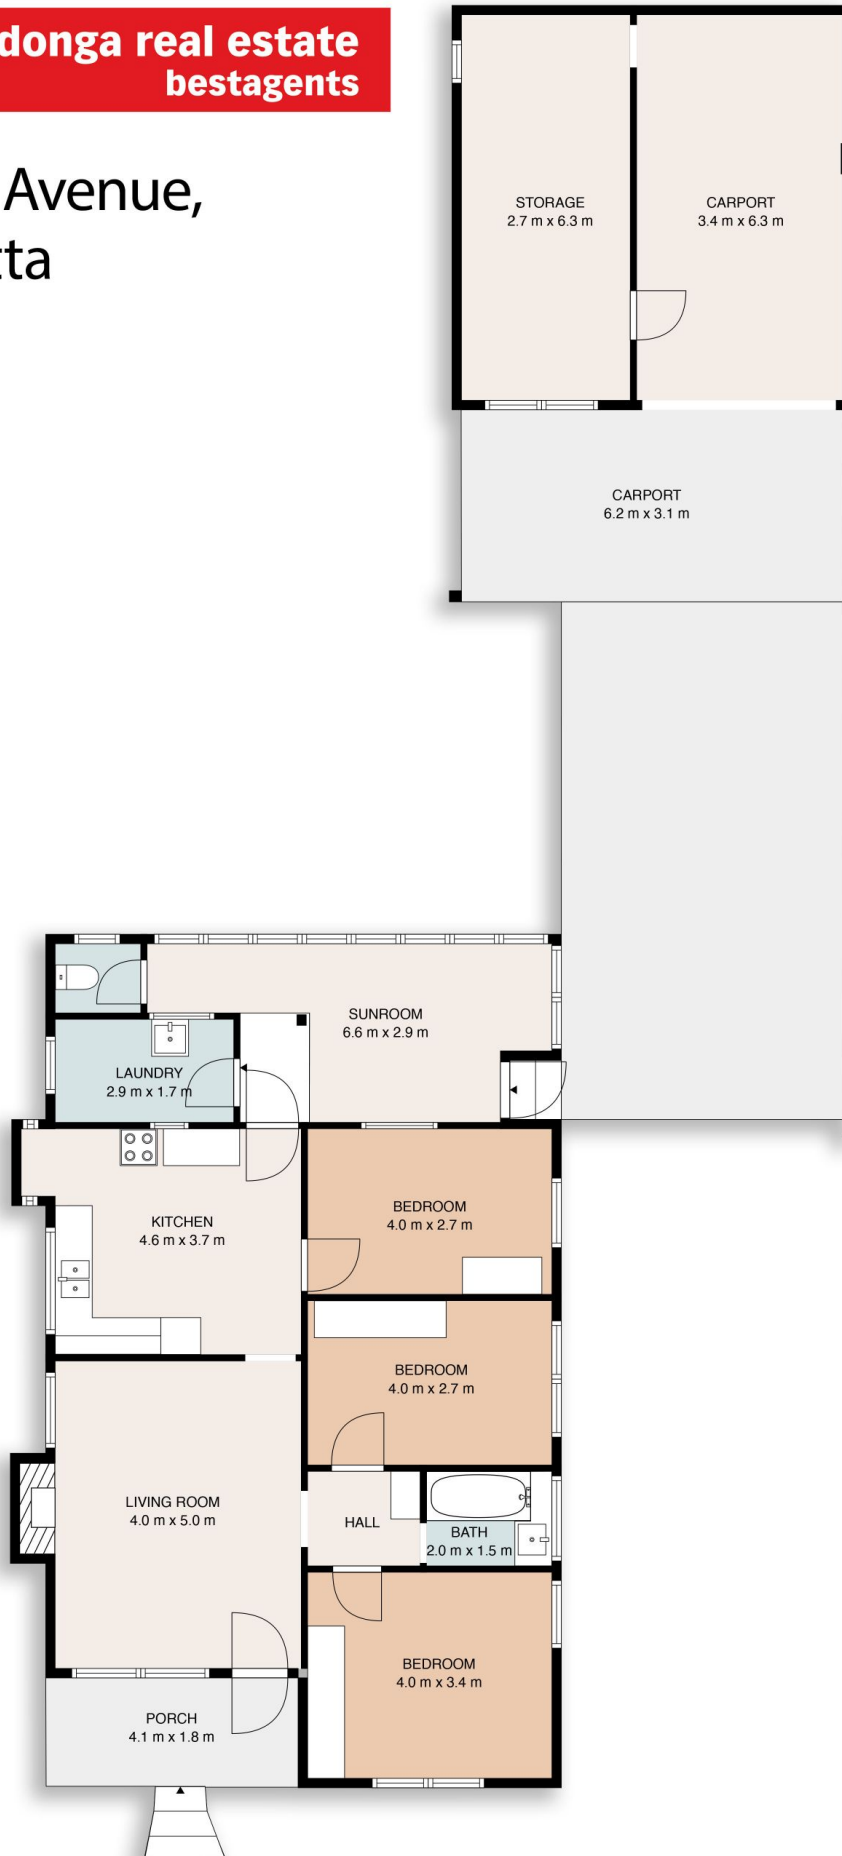 donga real estate
bestagents
Avenue,
tta
STORAGE
2.7 m x 6.3 m
CARPORT
3.4 m x 6.3 m
CARPORT
6.2 m x 3.1 m
SUNROOM
6.6 m x 2.9 m
LAUNDRY
2.9 m x 1.7 m
KITCHEN
4.6 m x 3.7 m
BEDROOM
4.0 m x 2.7 m
BEDROOM
4.0 m x 2.7 m
LIVING ROOM
4.0 m x 5.0 m
HALL
BATH
2.0 m x 1.5 m
BEDROOM
4.0 m x 3.4 m
PORCH
4.1 m x 1.8 m